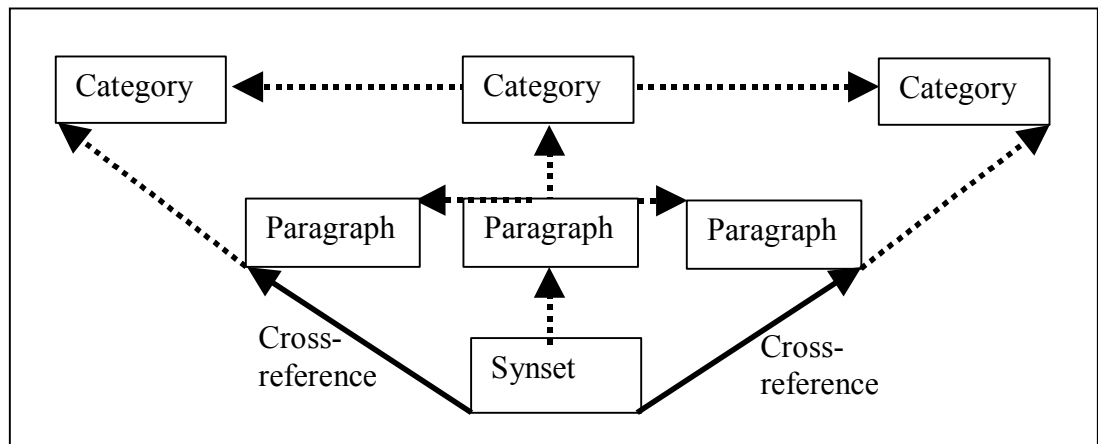 Category
Category
Category
Paragraph
Paragraph
Paragraph
Cross-
reference
Synset
Cross-
reference